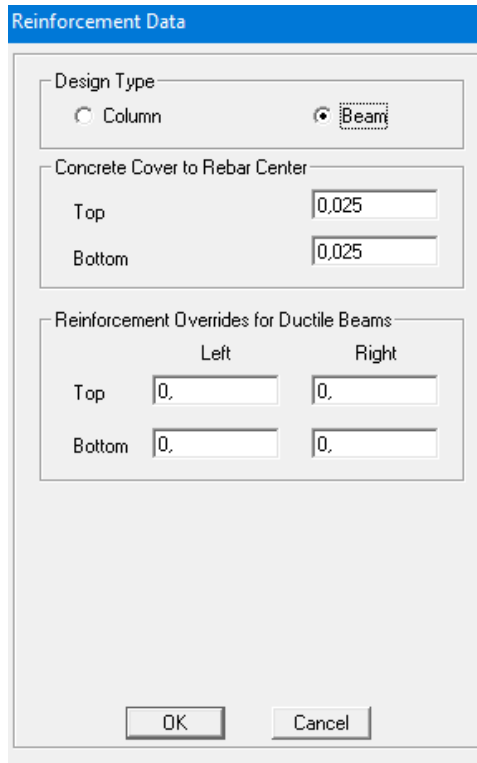 Reinforcement Data
Design Type
Column Beam
Concrete Cover to Rebar Center
Top 0,025
Bottom 0,025
Reinforcement Overrides for Ductile Beams
Left Right
Top 0, 0,
Bottom 0, 0,
OK Cancel